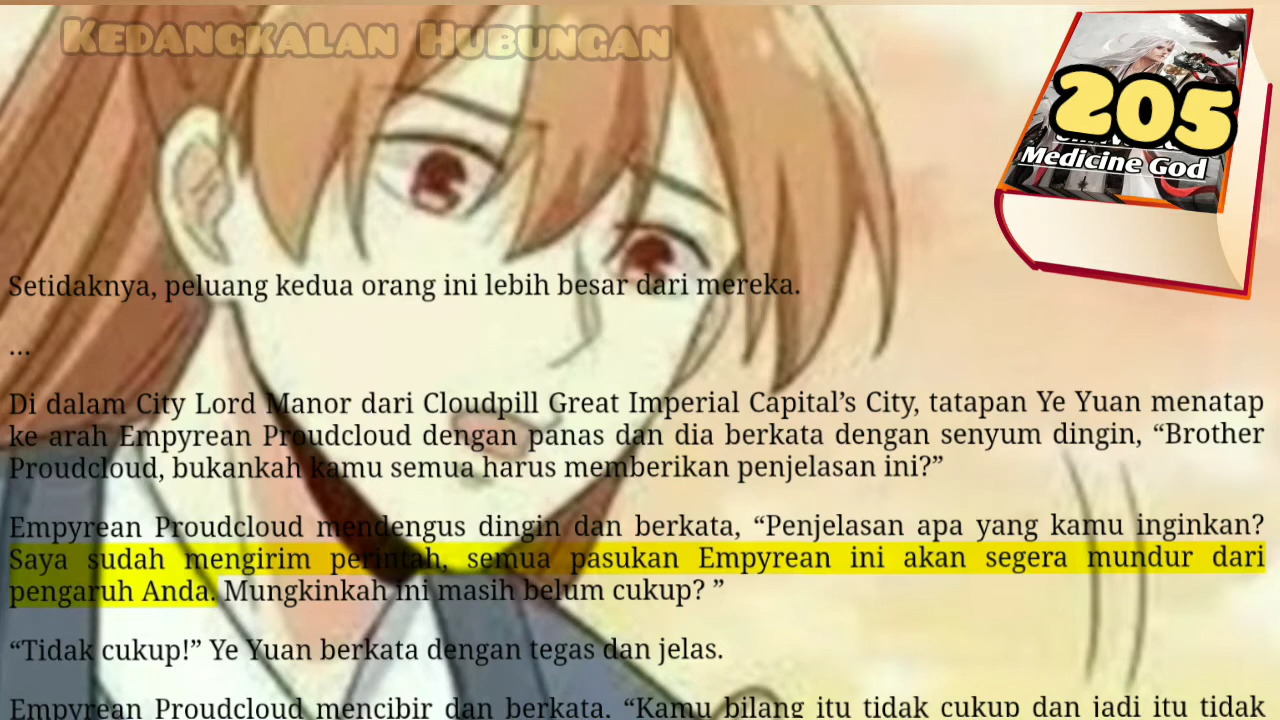 Kedangkalan Hubungan
205
Medicine God
Setidaknya, peluang kedua orang ini lebih besar dari mereka.
...
Di dalam City Lord Manor dari Cloudpill Great Imperial Capital’s City, tatapan Ye Yuan menatap
ke arah Empyrean Proudcloud dengan panas dan dia berkata dengan senyum dingin, “Brother
Proudcloud, bukankah kamu semua harus memberikan penjelasan ini?”
Empyrean Proudcloud mendengus dingin dan berkata, “Penjelasan apa yang kamu inginkan?
Saya sudah mengirim perintah, semua pasukan Empyrean ini akan segera mundur dari
pengaruh Anda. Mungkinkah ini masih belum cukup? ”
“Tidak cukup!” Ye Yuan berkata dengan tegas dan jelas.
Empyrean Proudcloud mencibir dan berkata, “Kamu bilang itu tidak cukup dan jadi itu tidak